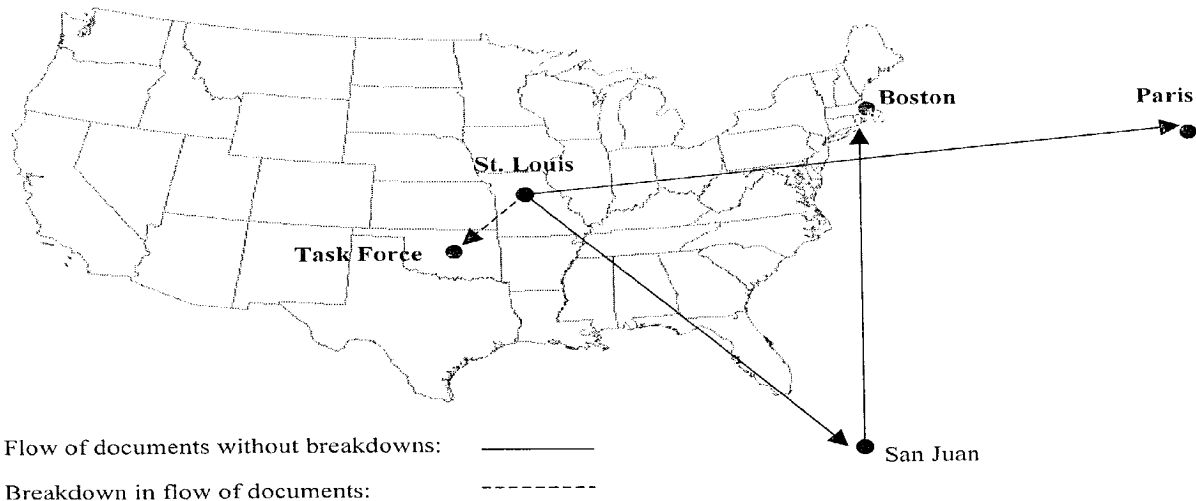 Boston
Paris
St. Louis
Task Force
Flow of documents without breakdowns:
San Juan
Breakdown in flow of documents: